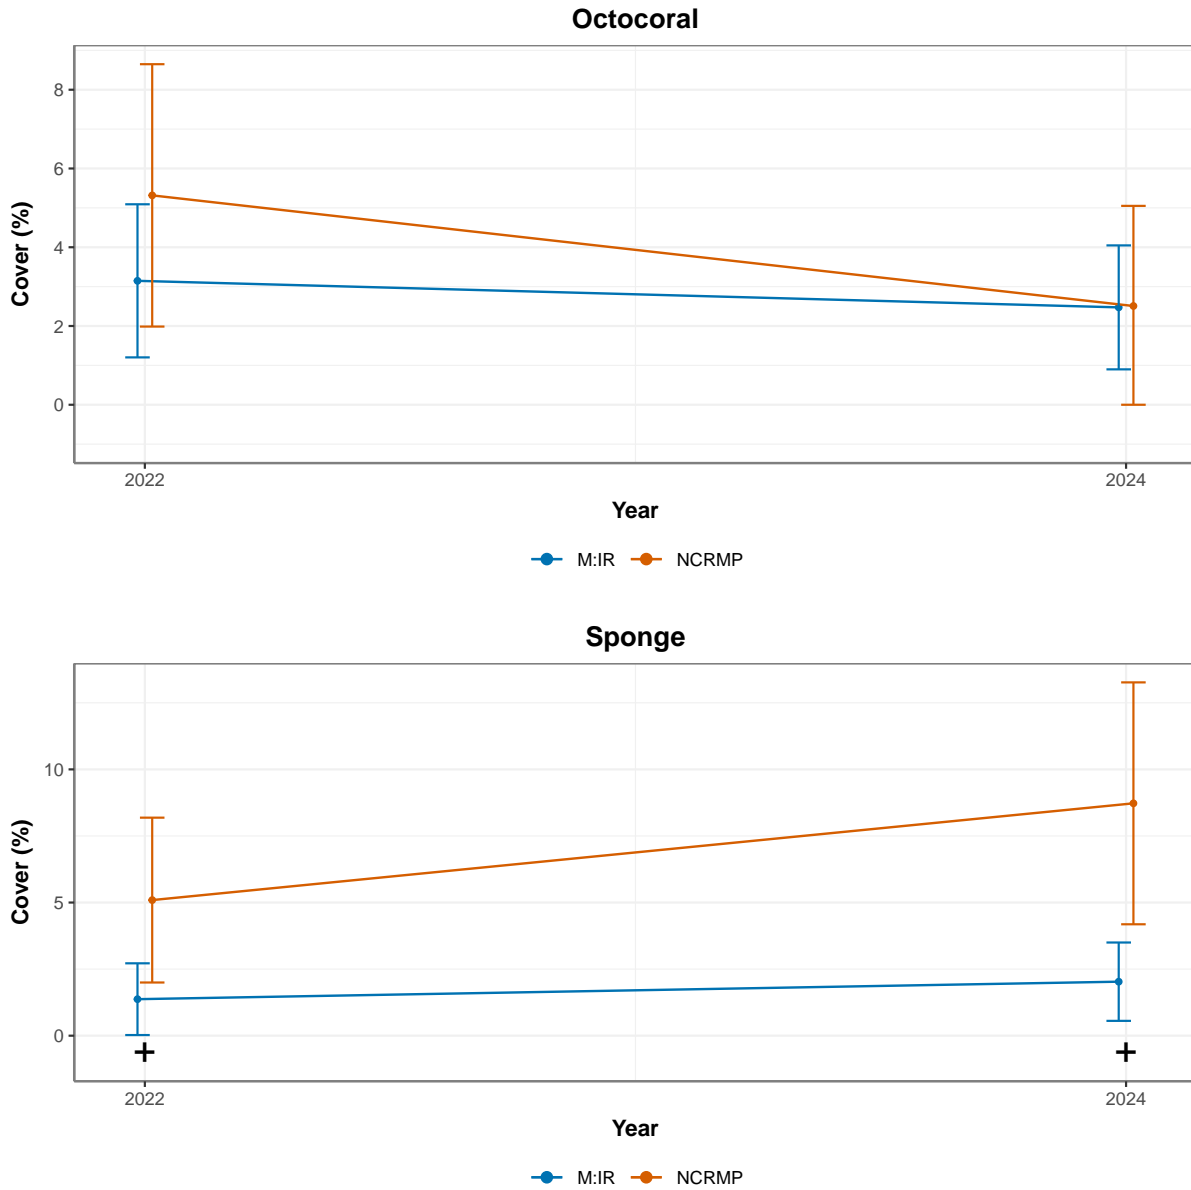 Octocoral
8
6
4
2
0
Cover (%)
2022 2024
Year
M:IR NCRMP
Sponge
10
5
0
Cover (%)
+ +
2022 2024
Year
M:IR NCRMP